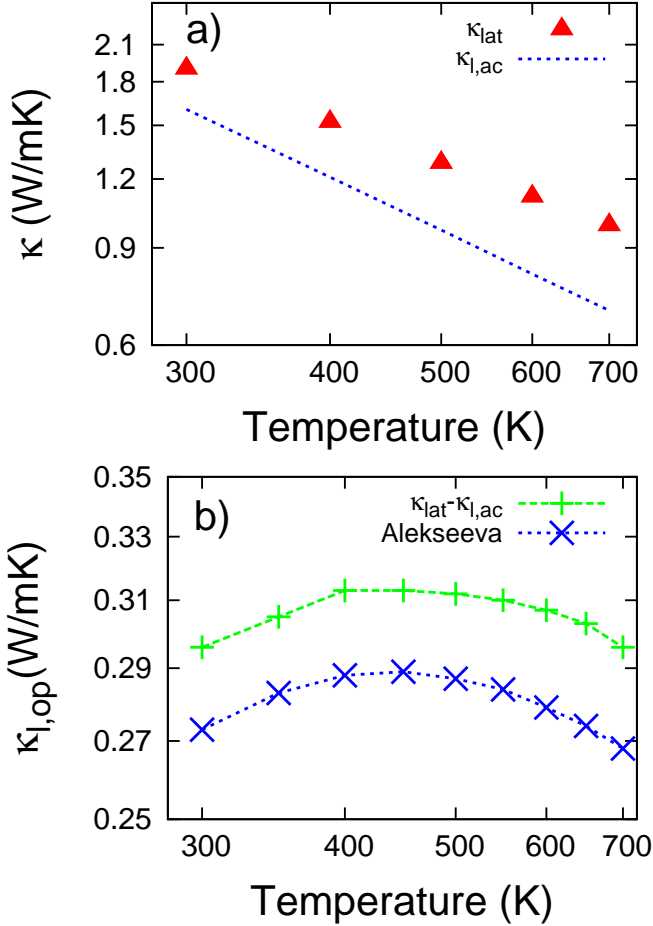 a)
κlat
κl,ac
2.1
1.8
1.5
1.2
0.9
0.6
κ (W/mK)
300 400 500 600 700
Temperature (K)
b)
κlat-κl,ac
Alekseeva
0.35
0.33
0.31
0.29
0.27
0.25
κl,op(W/mK)
300 400 500 600 700
Temperature (K)